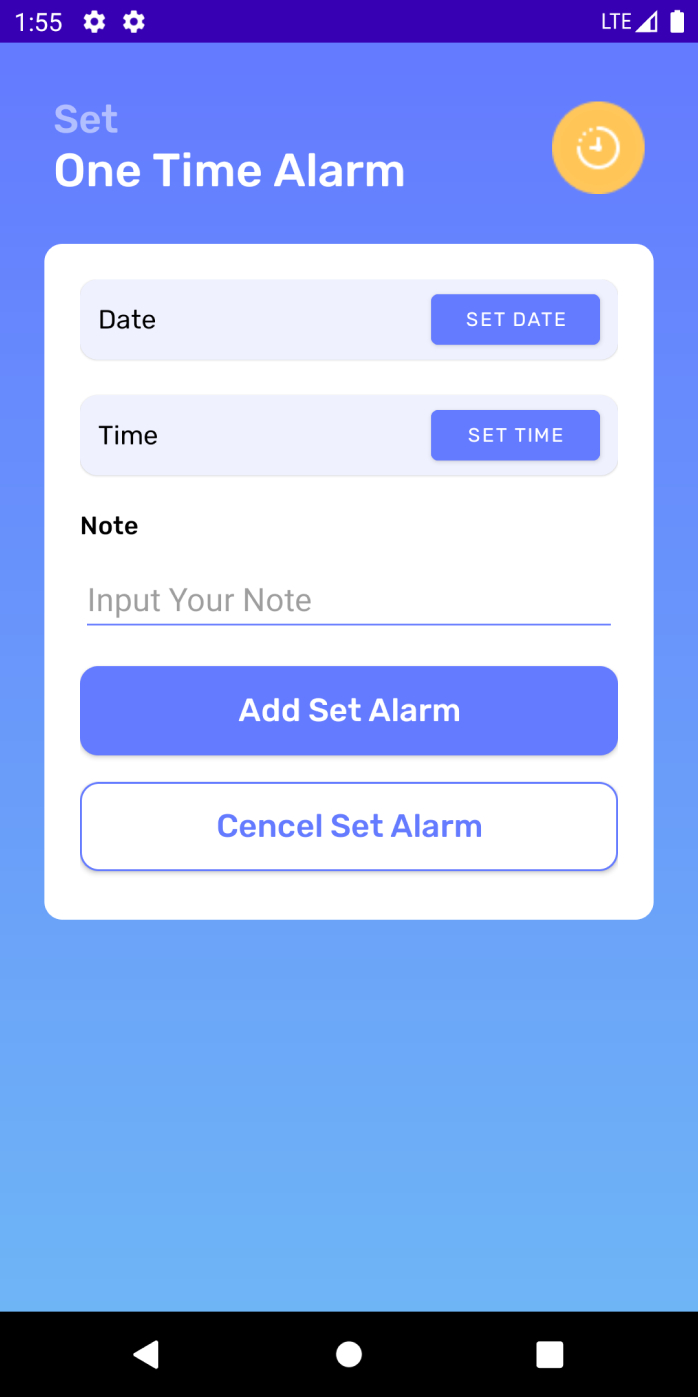 1:55 LTE
Set
One Time Alarm
Date SET DATE
Time SET TIME
Note
Input Your Note
Add Set Alarm
Cencel Set Alarm